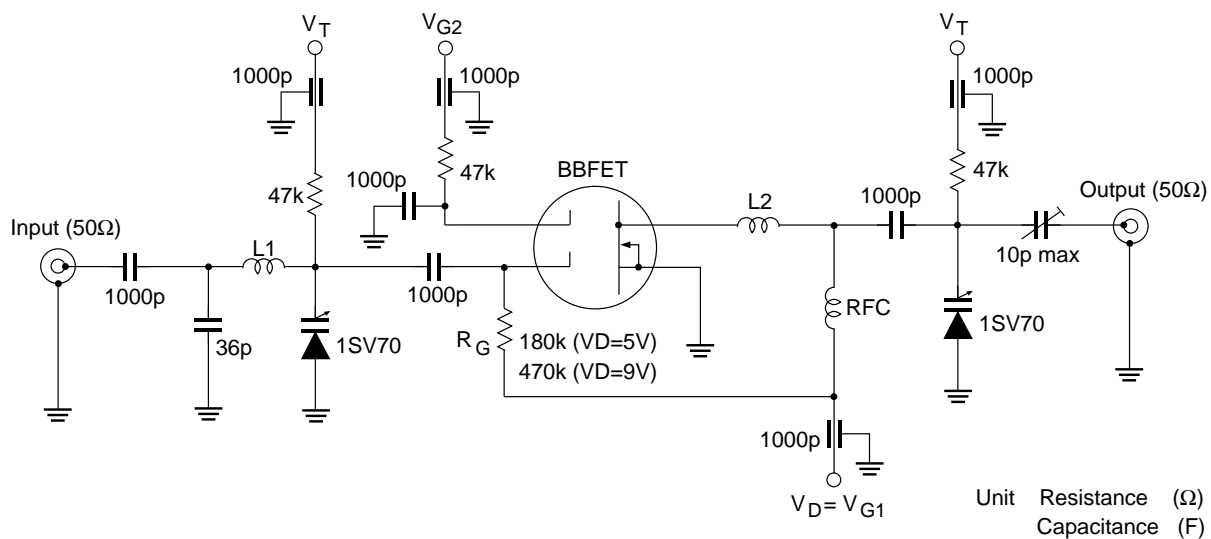 V_T
V_G2
V_T
1000p
1000p
1000p
47k
47k
47k
1000p
BBFET
L2
1000p
Output (50Ω)
Input (50Ω)
L1
10p max
1000p
1000p
RFC
36p
1SV70
R_G
180k (VD=5V)
470k (VD=9V)
1SV70
1000p
V_D = V_G1
Unit Resistance (Ω)
Capacitance (F)